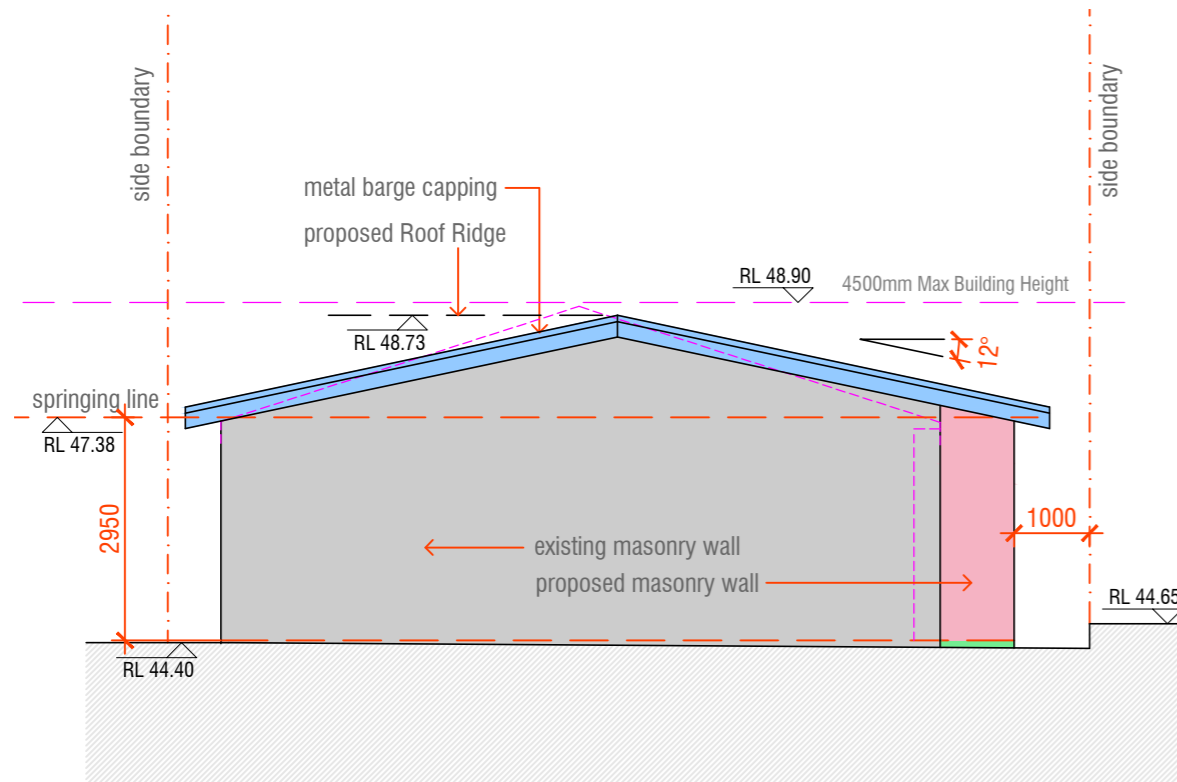 side boundary
side boundary
metal barge capping
proposed Roof Ridge
RL 48.90
4500mm Max Building Height
RL 48.73
12°
springing line
RL 47.38
2950
1000
existing masonry wall
proposed masonry wall
RL 44.65
RL 44.40